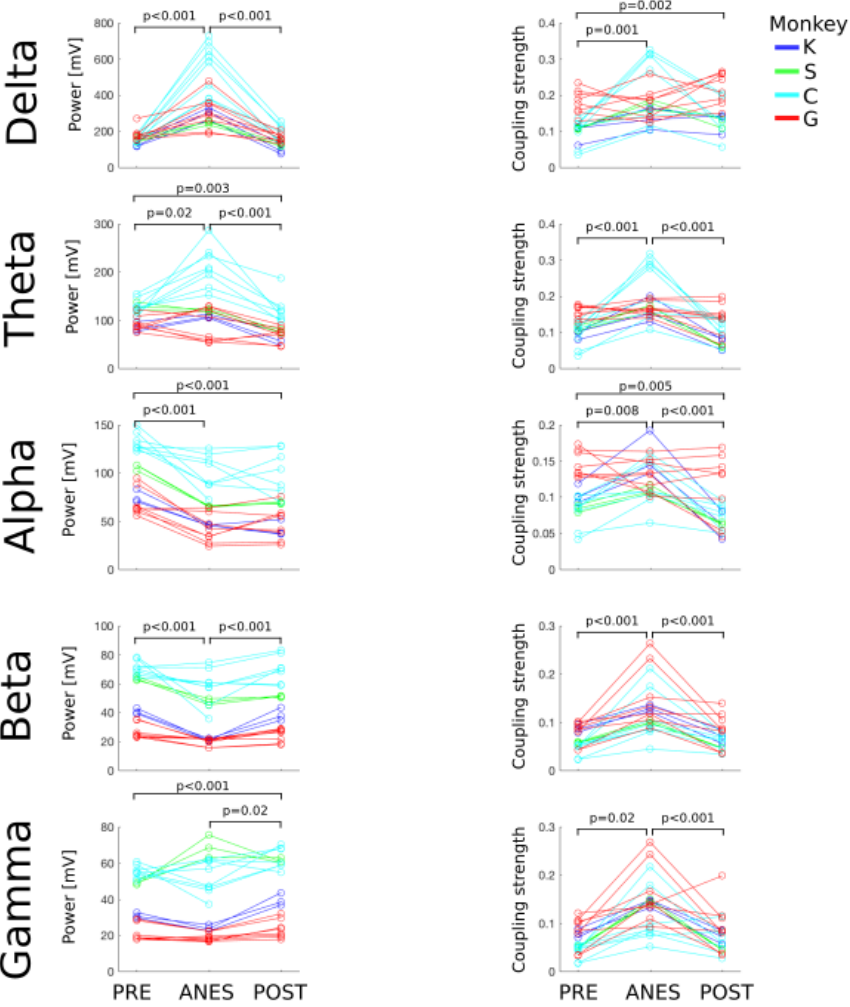 p<0.001 p<0.001
800
600
400
200
0
Delta
Power [mV]
p=0.002
p=0.001
0.4
0.3
0.2
0.1
0
Coupling strength
Monkey
K
S
C
G
p=0.003
p=0.02 p<0.001
300
200
100
0
Theta
Power [mV]
p<0.001 p<0.001
0.4
0.3
0.2
0.1
0
Coupling strength
p<0.001
p<0.001
150
100
50
0
Alpha
Power [mV]
p=0.005
p=0.008 p<0.001
0.2
0.15
0.1
0.05
0
Coupling strength
p<0.001 p<0.001
100
80
60
40
20
0
Beta
Power [mV]
p<0.001 p<0.001
0.3
0.2
0.1
0
Coupling strength
p<0.001
p=0.02
80
60
40
20
0
Gamma
Power [mV]
PRE ANES POST
p=0.02 p<0.001
0.3
0.2
0.1
0
Coupling strength
PRE ANES POST